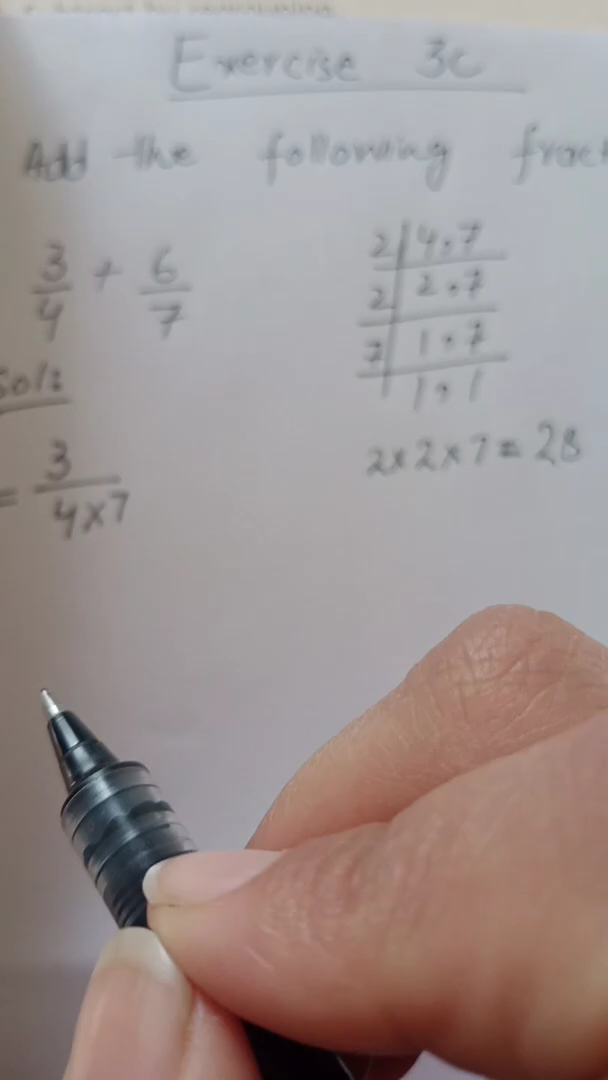 Exercise 3c
Add the following
3/4 + 6/7
Sol:
= 3/4×7
2 | 4,7
2 | 2,7
7 | 1,7
1,1
2×2×7=28